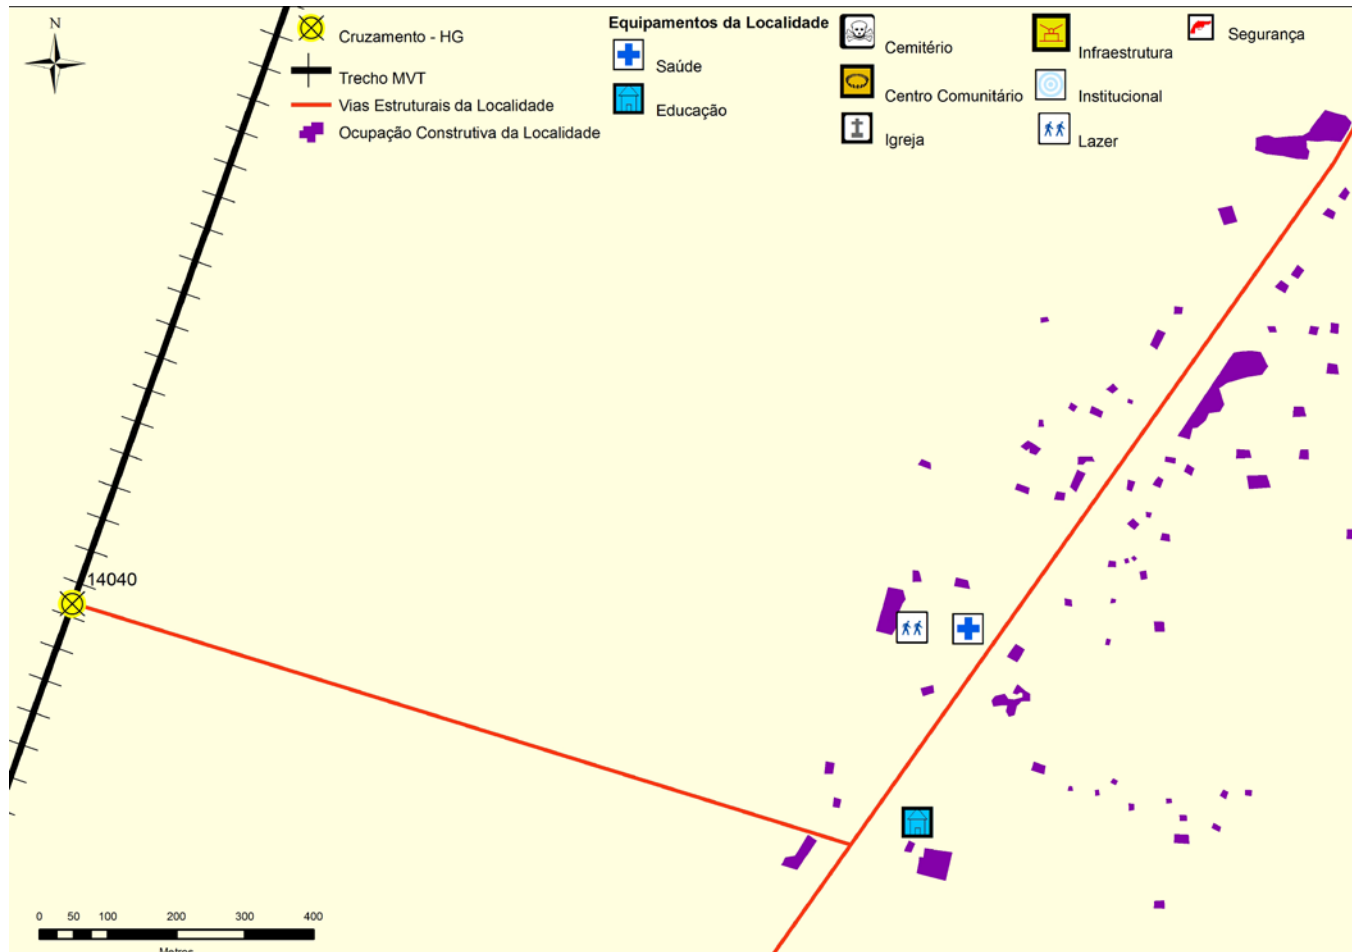 N
Cruzamento - HG
Trecho MVT
Vias Estruturais da Localidade
Ocupação Construtiva da Localidade
Equipamentos da Localidade
Saúde
Educação
Cemitério
Centro Comunitário
Igreja
Infraestrutura
Institucional
Lazer
Segurança
14040
0 50 100 200 300 400
Metros